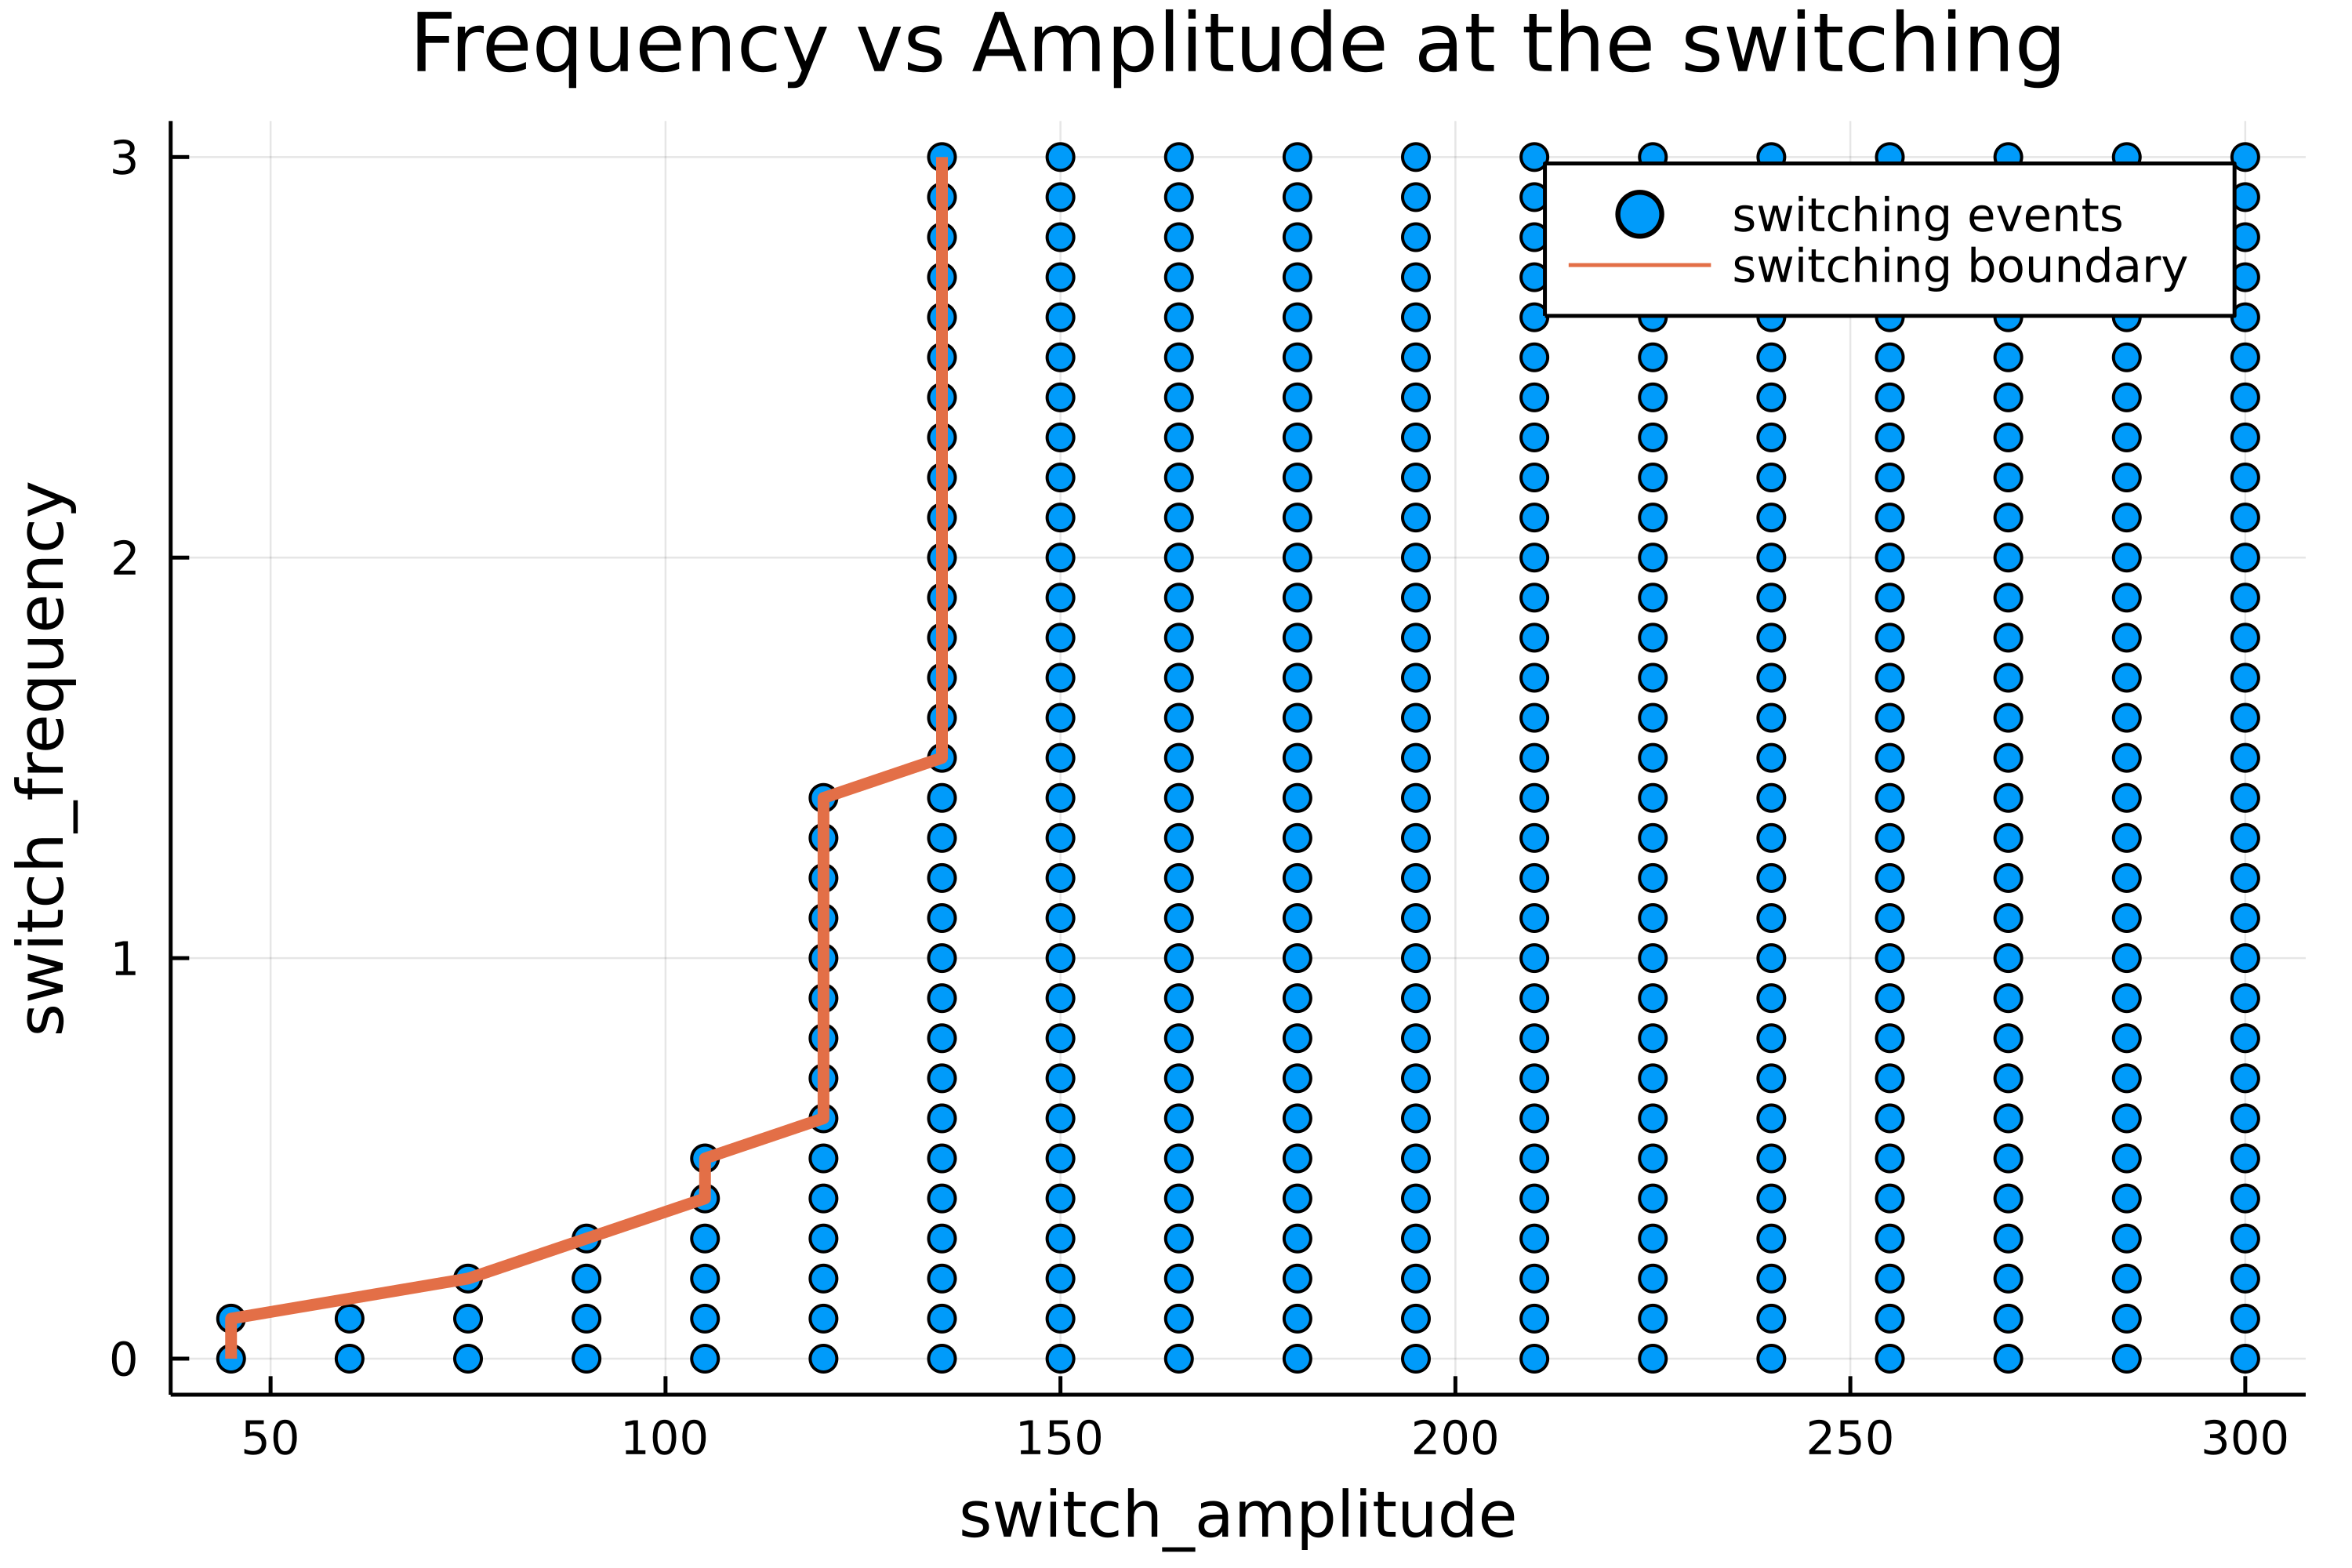 Frequency vs Amplitude at the switching
switching events
switching boundary
switch_frequency
3
2
1
0
50 100 150 200 250 300
switch_amplitude